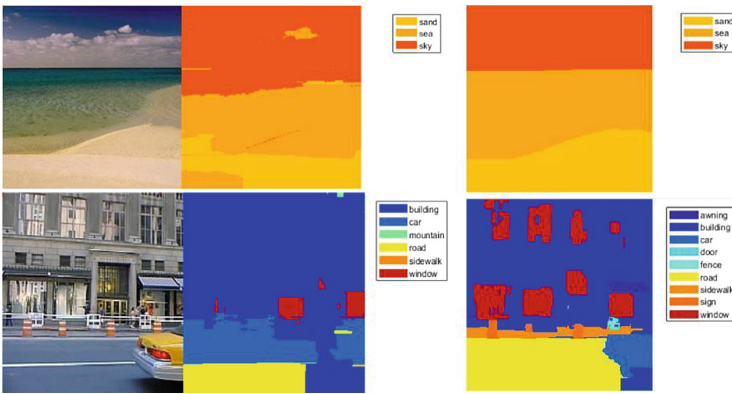 sand
sea
sky
sand
sea
sky
building
car
mountain
road
sidewalk
window
awning
building
car
door
fence
road
sidewalk
sign
window